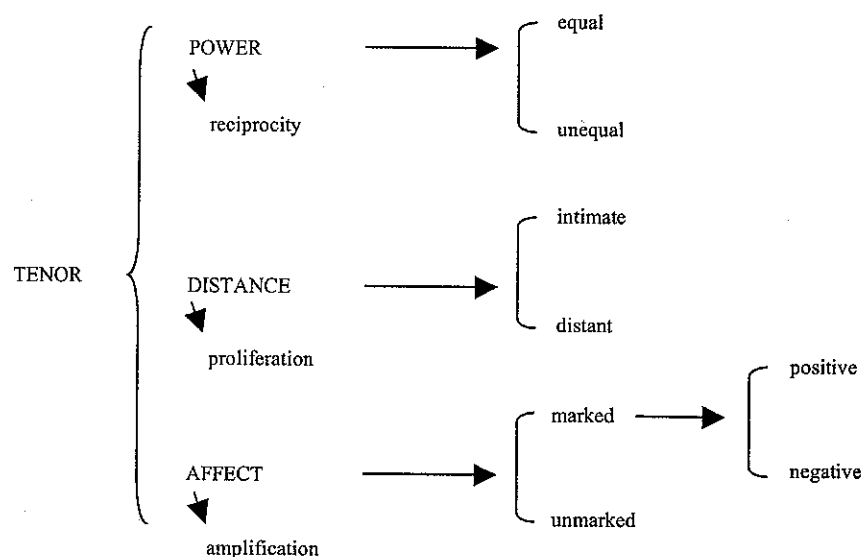 equal
POWER
reciprocity
unequal
intimate
TENOR
DISTANCE
distant
proliferation
positive
marked
AFFECT
negative
unmarked
amplification